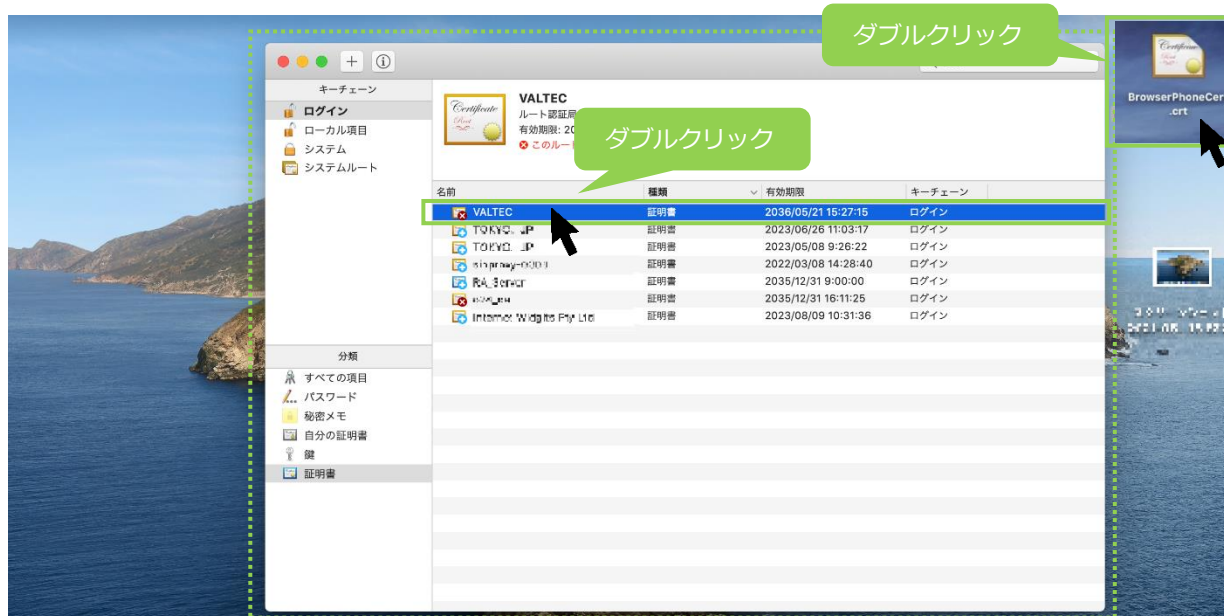 ダブルクリック
BrowserPhoneCer
.crt
キーチェーン
ログイン
ローカル項目
システム
システムルート
Certificate
VALTEC
ルート認証局
有効期限: 20
このルー
ダブルクリック
名前 種類 有効期限 キーチェーン
VALTEC 証明書 2036/05/21 15:27:15 ログイン
証明書 2023/06/26 11:03:17 ログイン
証明書 2023/05/08 9:26:22 ログイン
証明書 2022/03/08 14:28:40 ログイン
RA_Server 証明書 2035/12/31 9:00:00 ログイン
証明書 2035/12/31 16:11:25 ログイン
Internet Widgits Pty Ltd 証明書 2023/08/09 10:31:36 ログイン
分類
すべての項目
パスワード
秘密メモ
自分の証明書
鍵
証明書